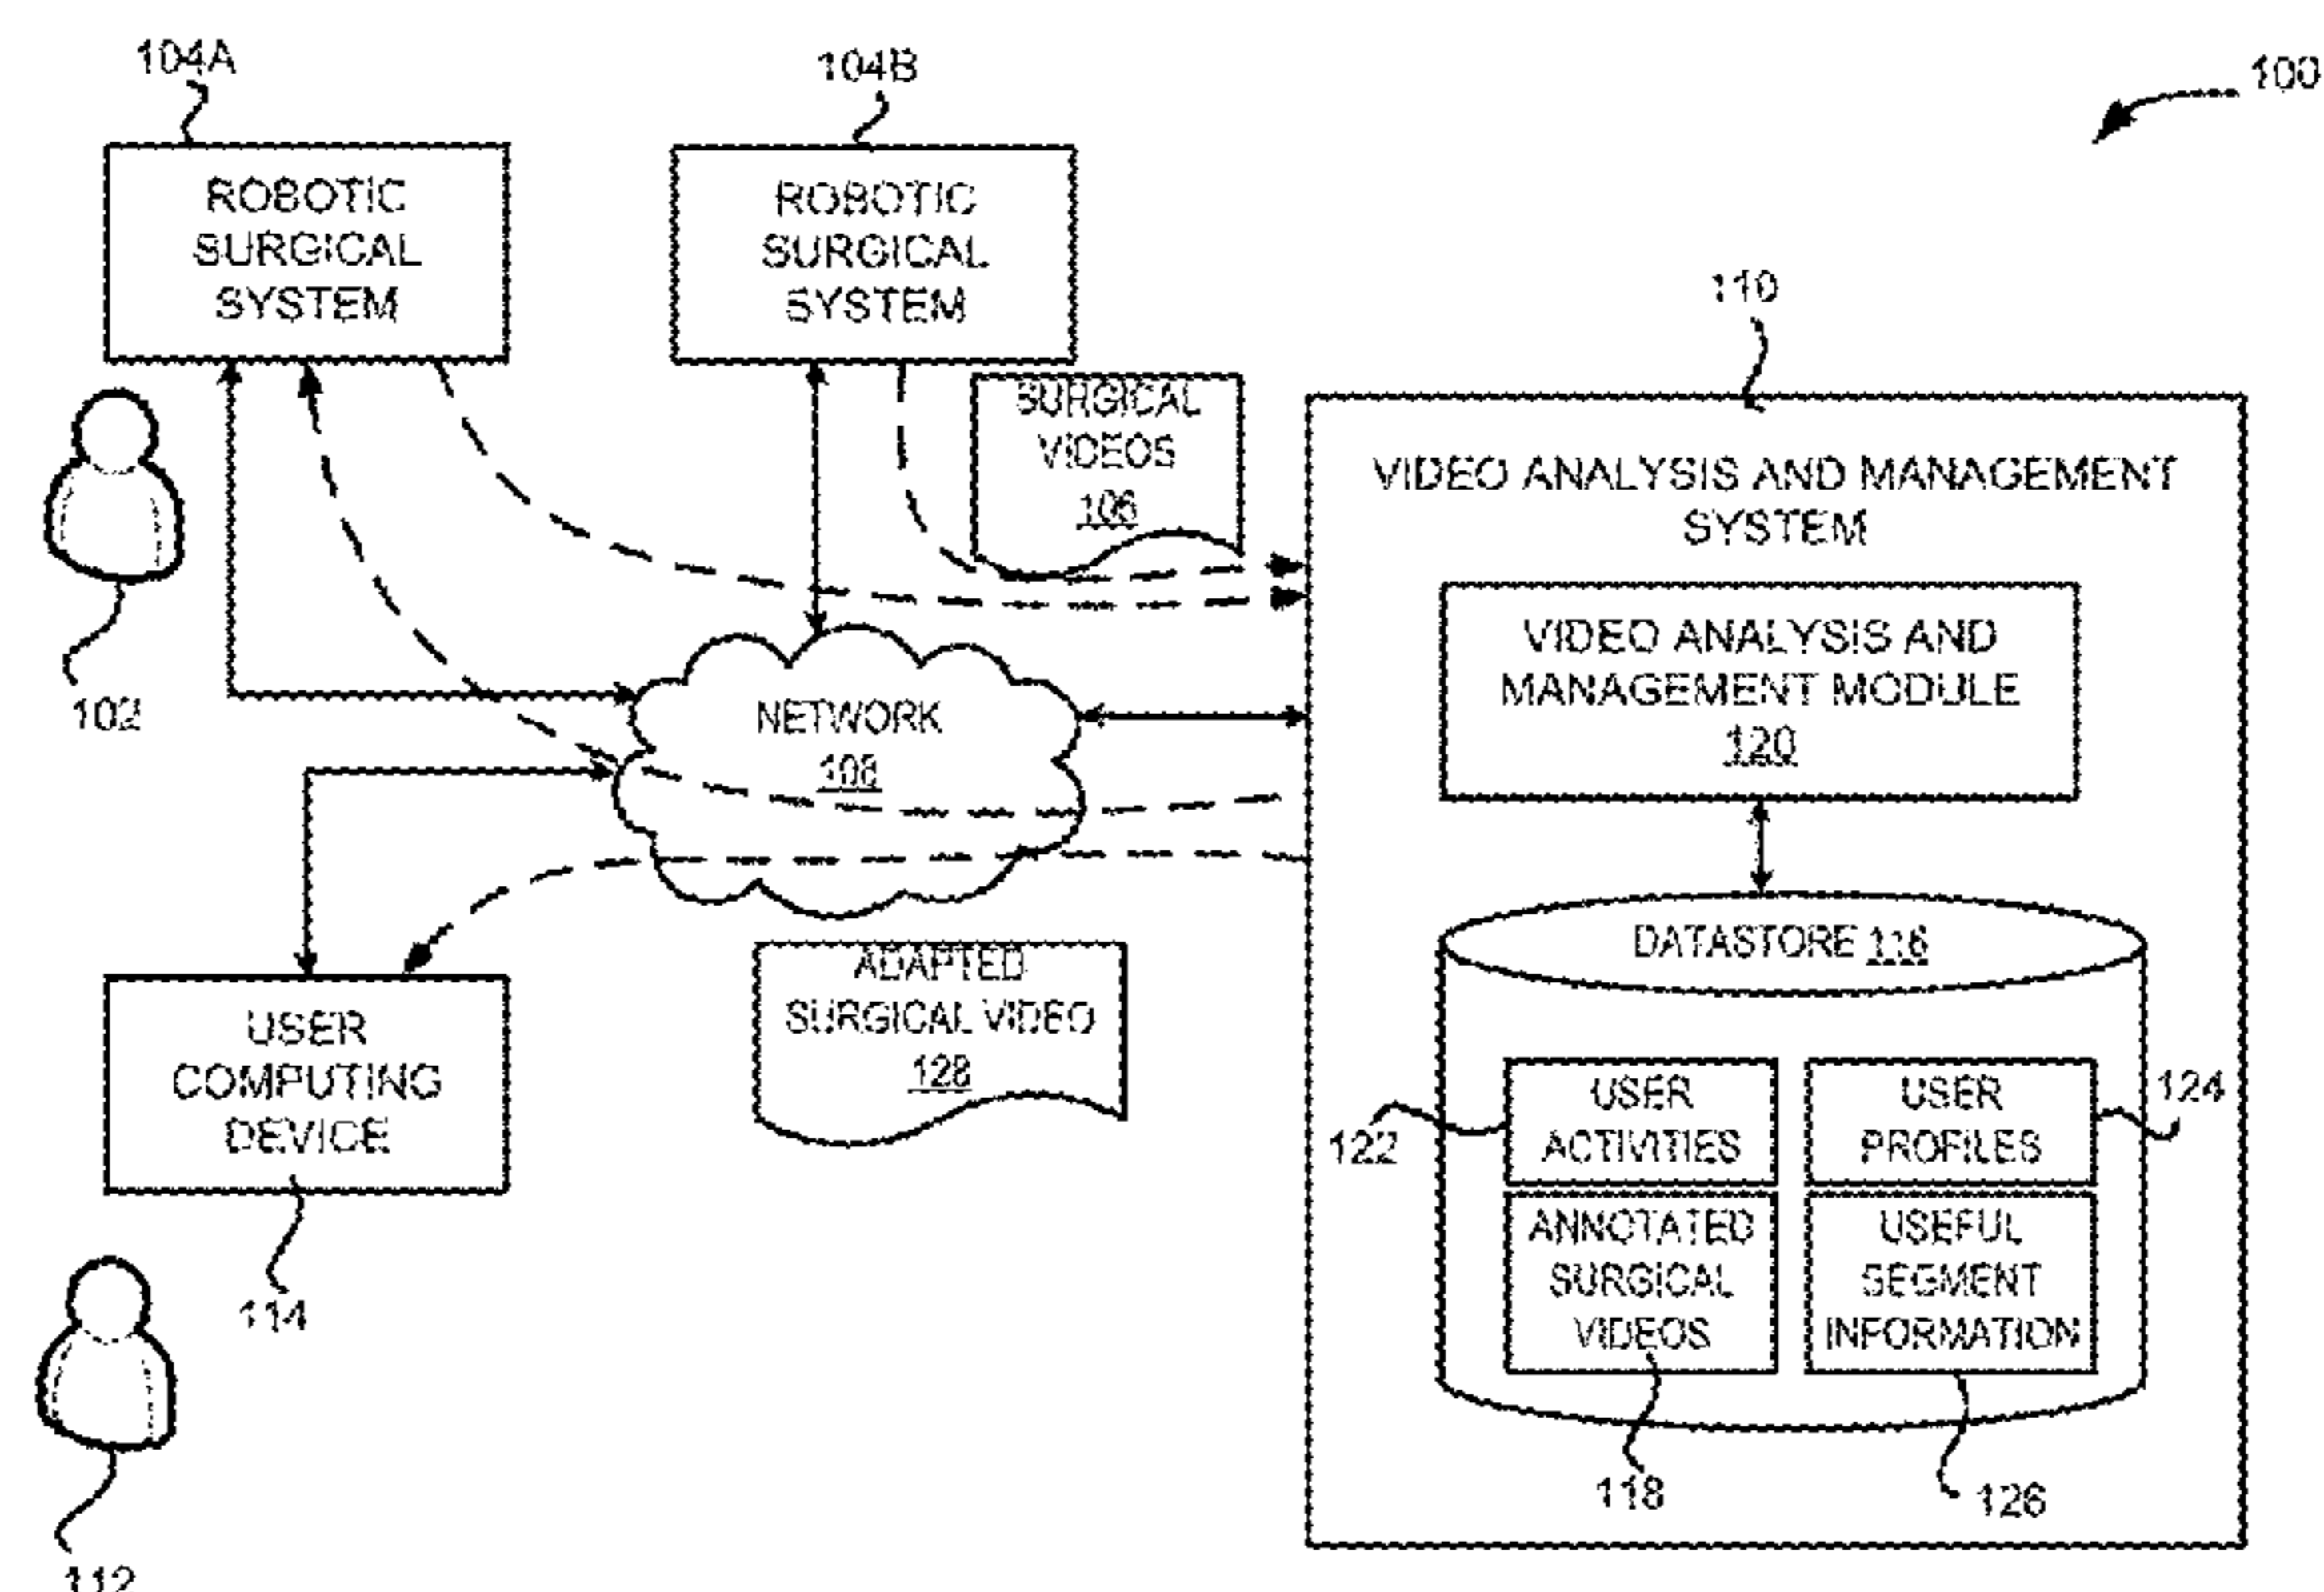 104A
104B
100
ROBOTIC
SURGICAL
SYSTEM
ROBOTIC
SURGICAL
SYSTEM
110
SURGICAL
VIDEOS
106
VIDEO ANALYSIS AND MANAGEMENT
SYSTEM
VIDEO ANALYSIS AND
MANAGEMENT MODULE
120
102
NETWORK
108
DATASTORE 116
ADAPTED
SURGICAL VIDEO
128
USER
COMPUTING
DEVICE
114
122
USER
ACTIVITIES
USER
PROFILES
124
ANNOTATED
SURGICAL
VIDEOS
USEFUL
SEGMENT
INFORMATION
118
126
112